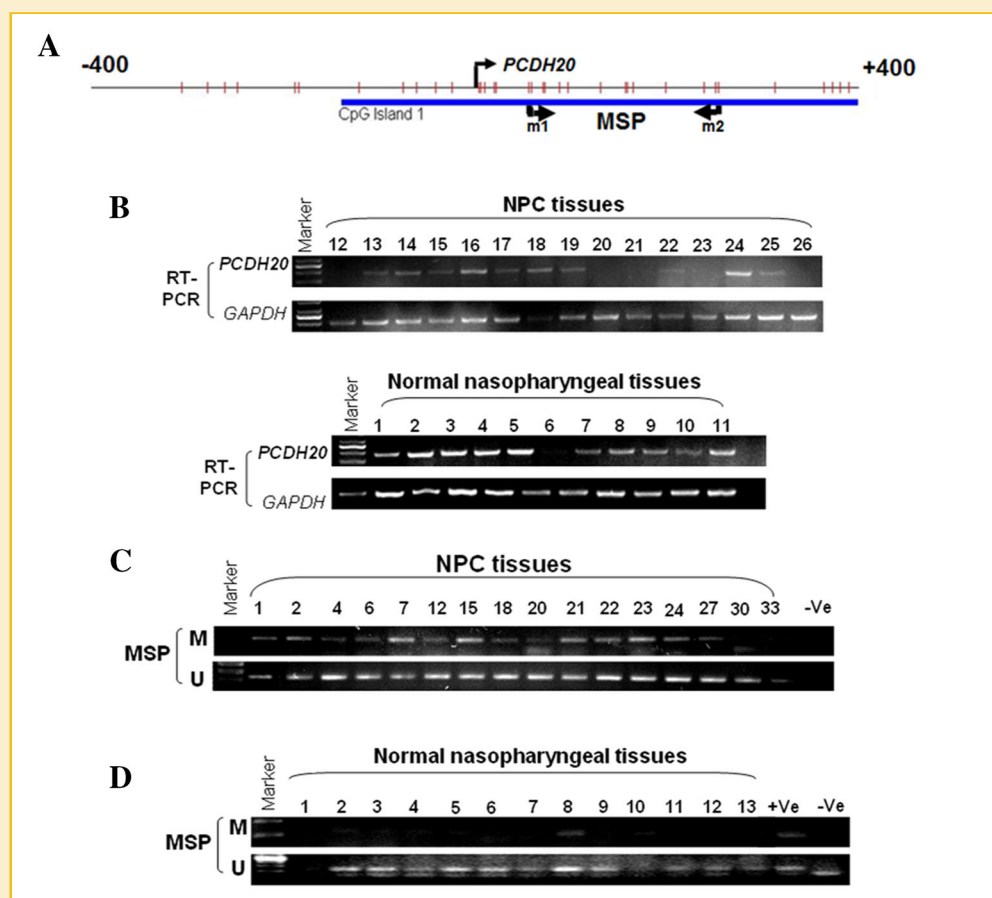 A
-400
PCDH20
+400
CpG Island 1
m1
MSP
m2
B
NPC tissues
Marker
12 13 14 15 16 17 18 19 20 21 22 23 24 25 26
PCDH20
RT-
PCR
GAPDH
Normal nasopharyngeal tissues
Marker
1 2 3 4 5 6 7 8 9 10 11
PCDH20
RT-
PCR
GAPDH
C
NPC tissues
Marker
1 2 4 6 7 12 15 18 20 21 22 23 24 27 30 33 -Ve
M
MSP
U
Normal nasopharyngeal tissues
D
Marker
1 2 3 4 5 6 7 8 9 10 11 12 13 +Ve -Ve
M
MSP
U